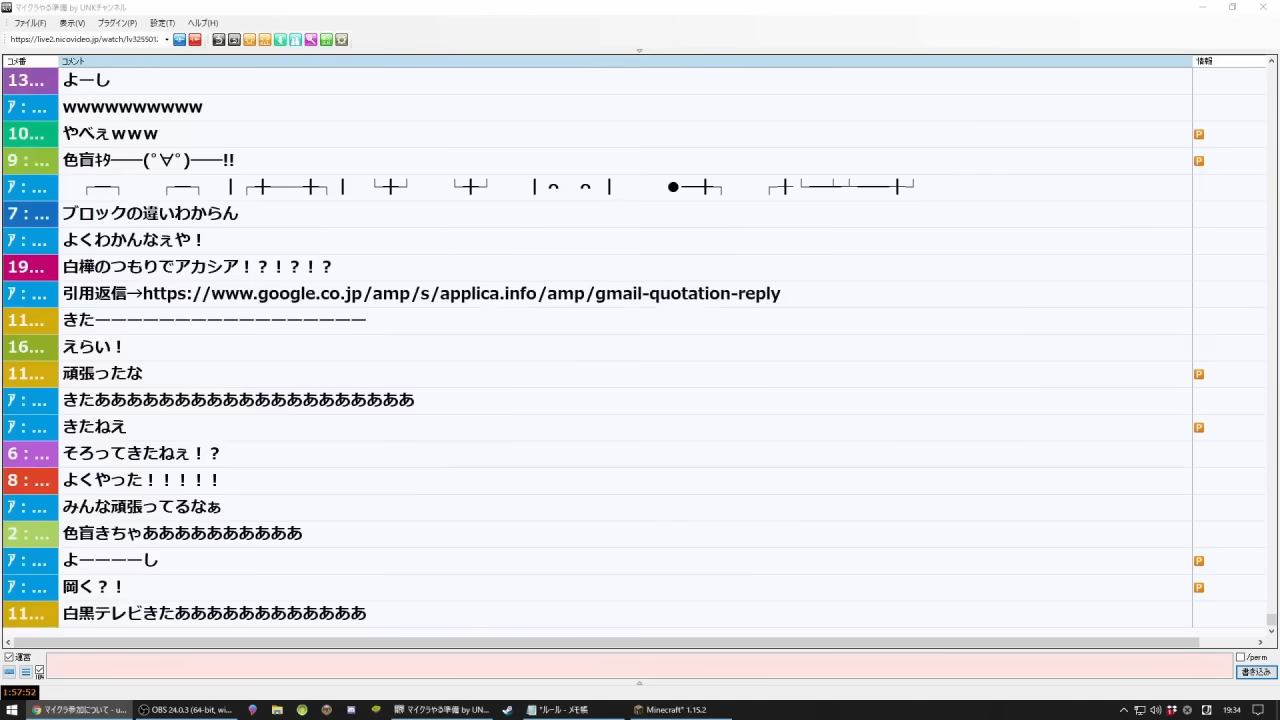 マイクラやる準備 by UNKチャンネル
ファイル(F) 表示(V) プラグイン(P) 設定(T) ヘルプ(H)
https://live2.nicovideo.jp/watch/lv325501
コメ番 コメント 情報
13... よーし
ｱ：... wwwwwwwwww
10... やべぇｗｗｗ P
9：... 色盲ｷﾀ━━(ﾟ∀ﾟ)━━!! P
7：... ブロックの違いわからん
ｱ：... よくわかんなぇや！
19... 白樺のつもりでアカシア！？！？！？
ｱ：... 引用返信→https://www.google.co.jp/amp/s/applica.info/amp/gmail-quotation-reply
11... きたーーーーーーーーーーーーーーーーー
16... えらい！
11... 頑張ったな P
ｱ：... きたああああああああああああああああああああ
ｱ：... きたねえ P
6：... そろってきたねぇ！？
8：... よくやった！！！！！
ｱ：... みんな頑張ってるなぁ
2：... 色盲きちゃああああああああああ
ｱ：... よーーーーし P
ｱ：... 岡く？！ P
11... 白黒テレビきたああああああああああああ
運営 /perm
184 書き込み
1:57:52
マイクラ参加について - u... OBS 24.0.3 (64-bit, wi... マイクラやる準備 by UN... *ルール - メモ帳 Minecraft* 1.15.2 19:34